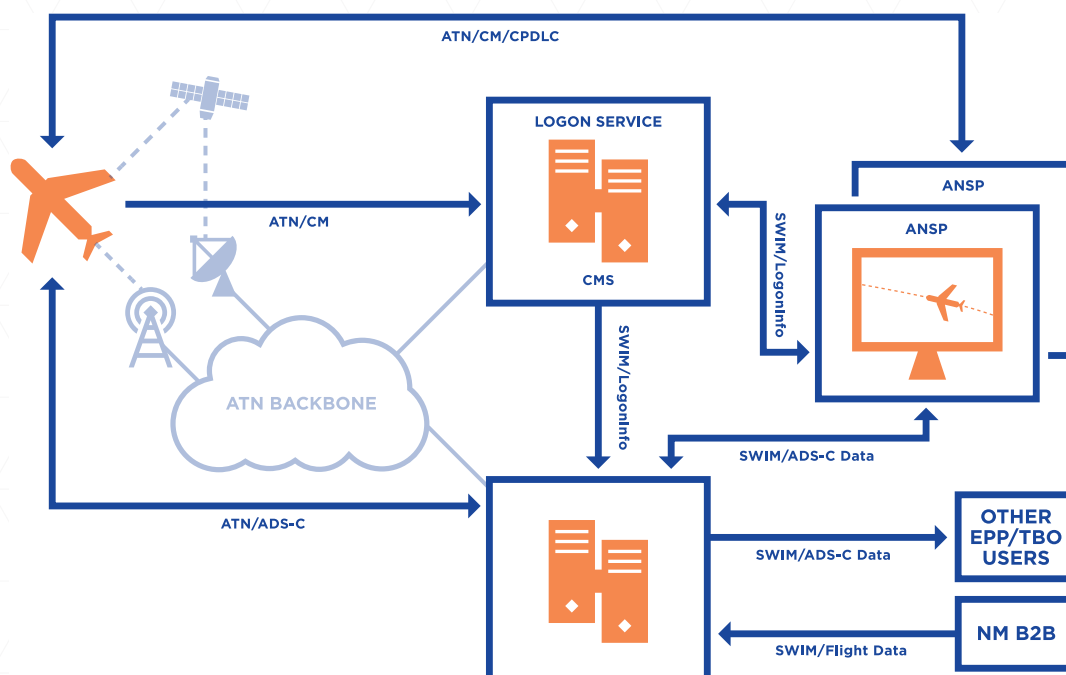 ATN/CM/CPDLC
LOGON SERVICE
CMS
ATN/CM
ANSP
ANSP
SWIM/LogonInfo
SWIM/LogonInfo
ATN BACKBONE
SWIM/ADS-C Data
ATN/ADS-C
SWIM/ADS-C Data
OTHER
EPP/TBO
USERS
SWIM/Flight Data
NM B2B